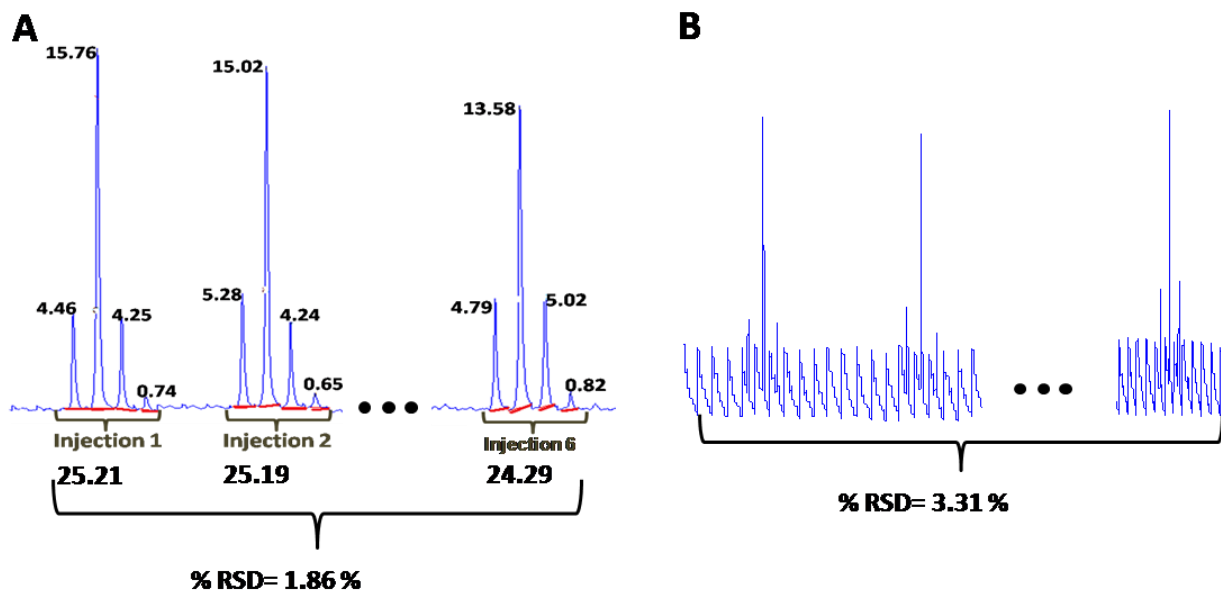 A
15.76
4.46
4.25
0.74
Injection 1
25.21
15.02
5.28
4.24
0.65
Injection 2
25.19
13.58
4.79
5.02
0.82
Injection 6
24.29
% RSD= 1.86 %
B
% RSD= 3.31 %